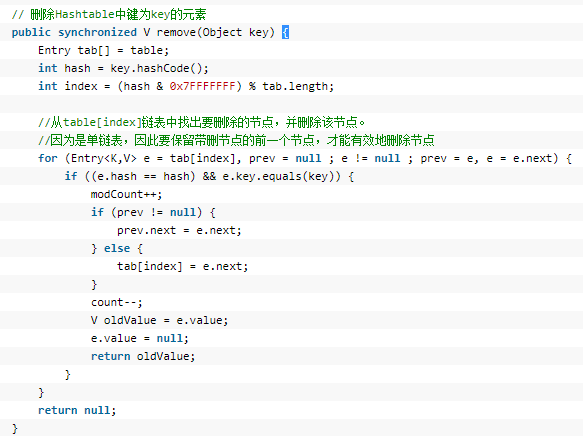 // 删除Hashtable中键为key的元素
public synchronized V remove(Object key) {
    Entry tab[] = table;
    int hash = key.hashCode();
    int index = (hash & 0x7FFFFFFF) % tab.length;

    //从table[index]链表中找出要删除的节点，并删除该节点。
    //因为是单链表，因此要保留带删节点的前一个节点，才能有效地删除节点
    for (Entry<K,V> e = tab[index], prev = null ; e != null ; prev = e, e = e.next) {
        if ((e.hash == hash) && e.key.equals(key)) {
            modCount++;
            if (prev != null) {
                prev.next = e.next;
            } else {
                tab[index] = e.next;
            }
            count--;
            V oldValue = e.value;
            e.value = null;
            return oldValue;
        }
    }
    return null;
}